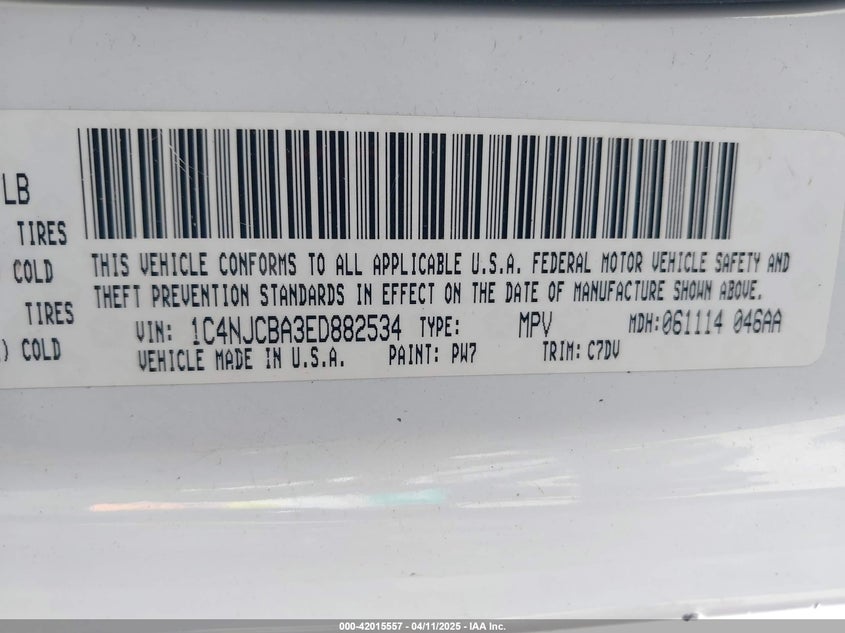 LB
TIRES
COLD
TIRES
) COLD
THIS VEHICLE CONFORMS TO ALL APPLICABLE U.S.A. FEDERAL MOTOR VEHICLE SAFETY AND
THEFT PREVENTION STANDARDS IN EFFECT ON THE DATE OF MANUFACTURE SHOWN ABOVE.
VIN: 1C4NJCBA3ED882534 TYPE: MPV MDH:061114 046AA
VEHICLE MADE IN U.S.A. PAINT: PW7 TRIM: C7DV
000-42015557 - 04/11/2025 - IAA Inc.